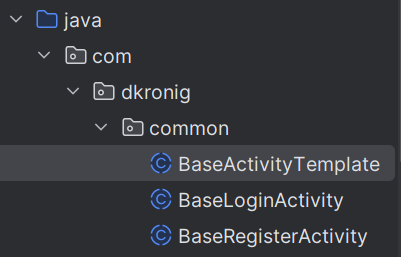 java
com
dkronig
common
BaseActivityTemplate
BaseLoginActivity
BaseRegisterActivity